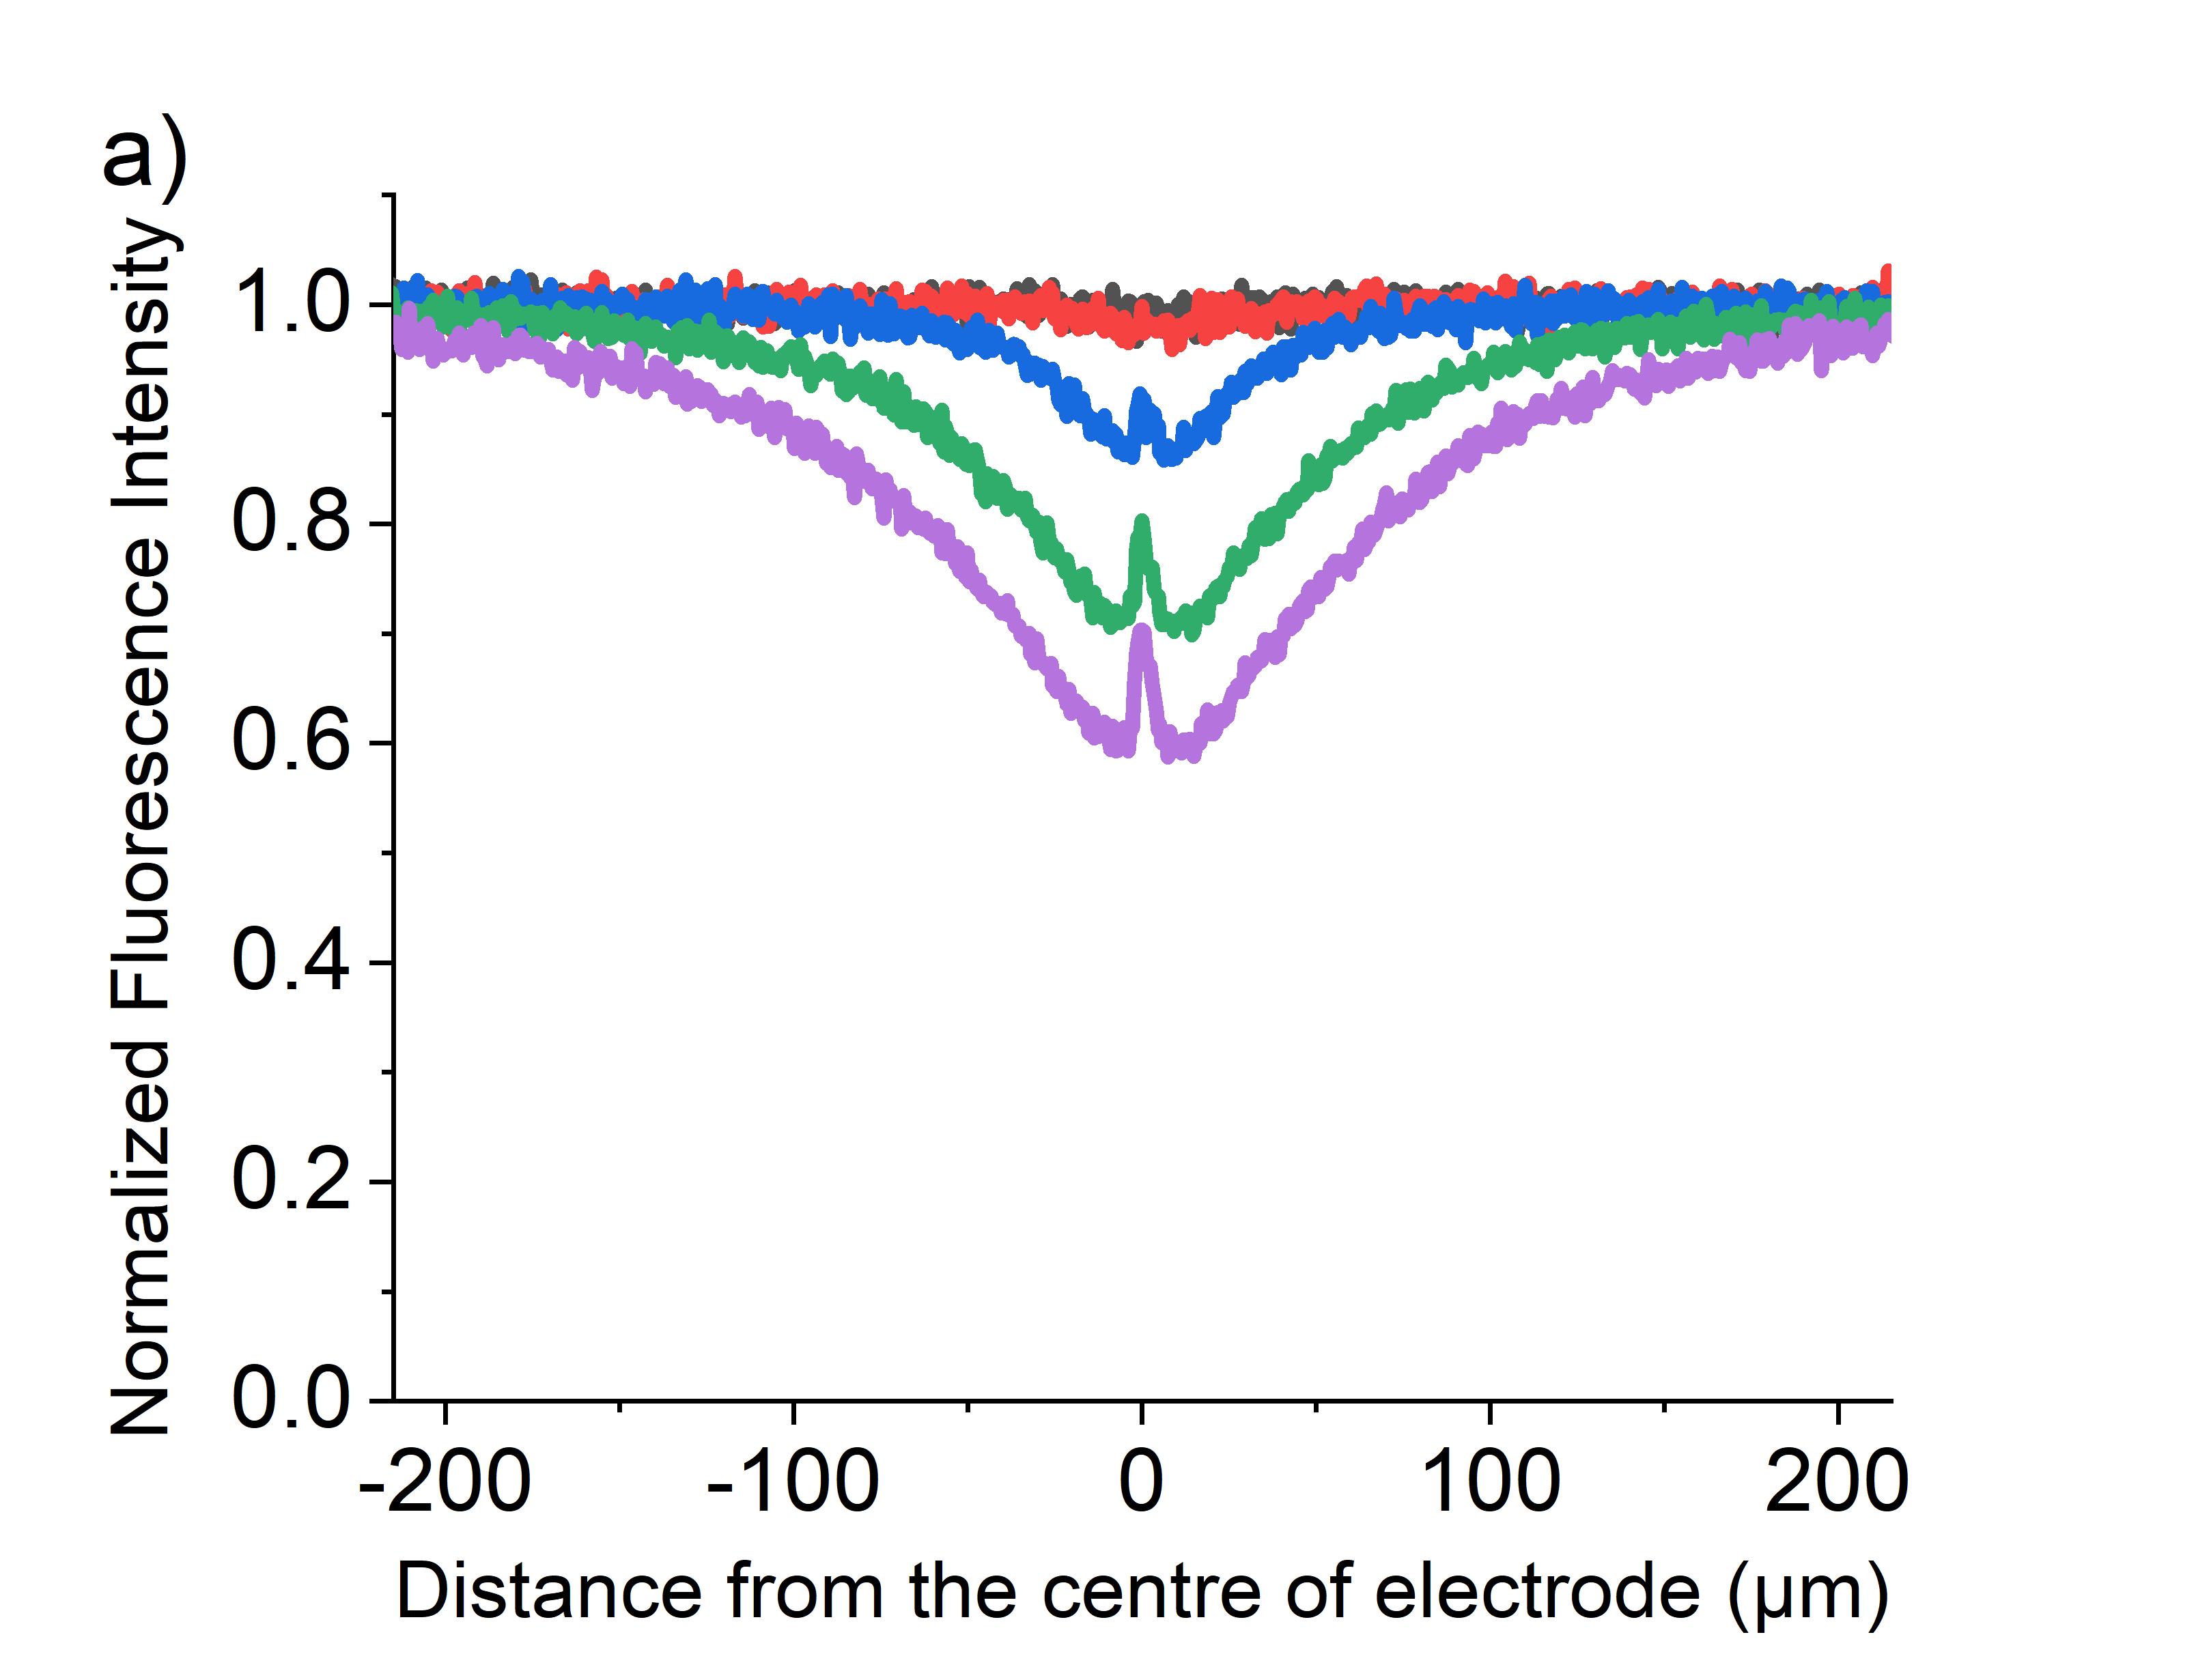 a)
Normalized Fluorescence Intensity
1.0
0.8
0.6
0.4
0.2
0.0
-200 -100 0 100 200
Distance from the centre of electrode (µm)